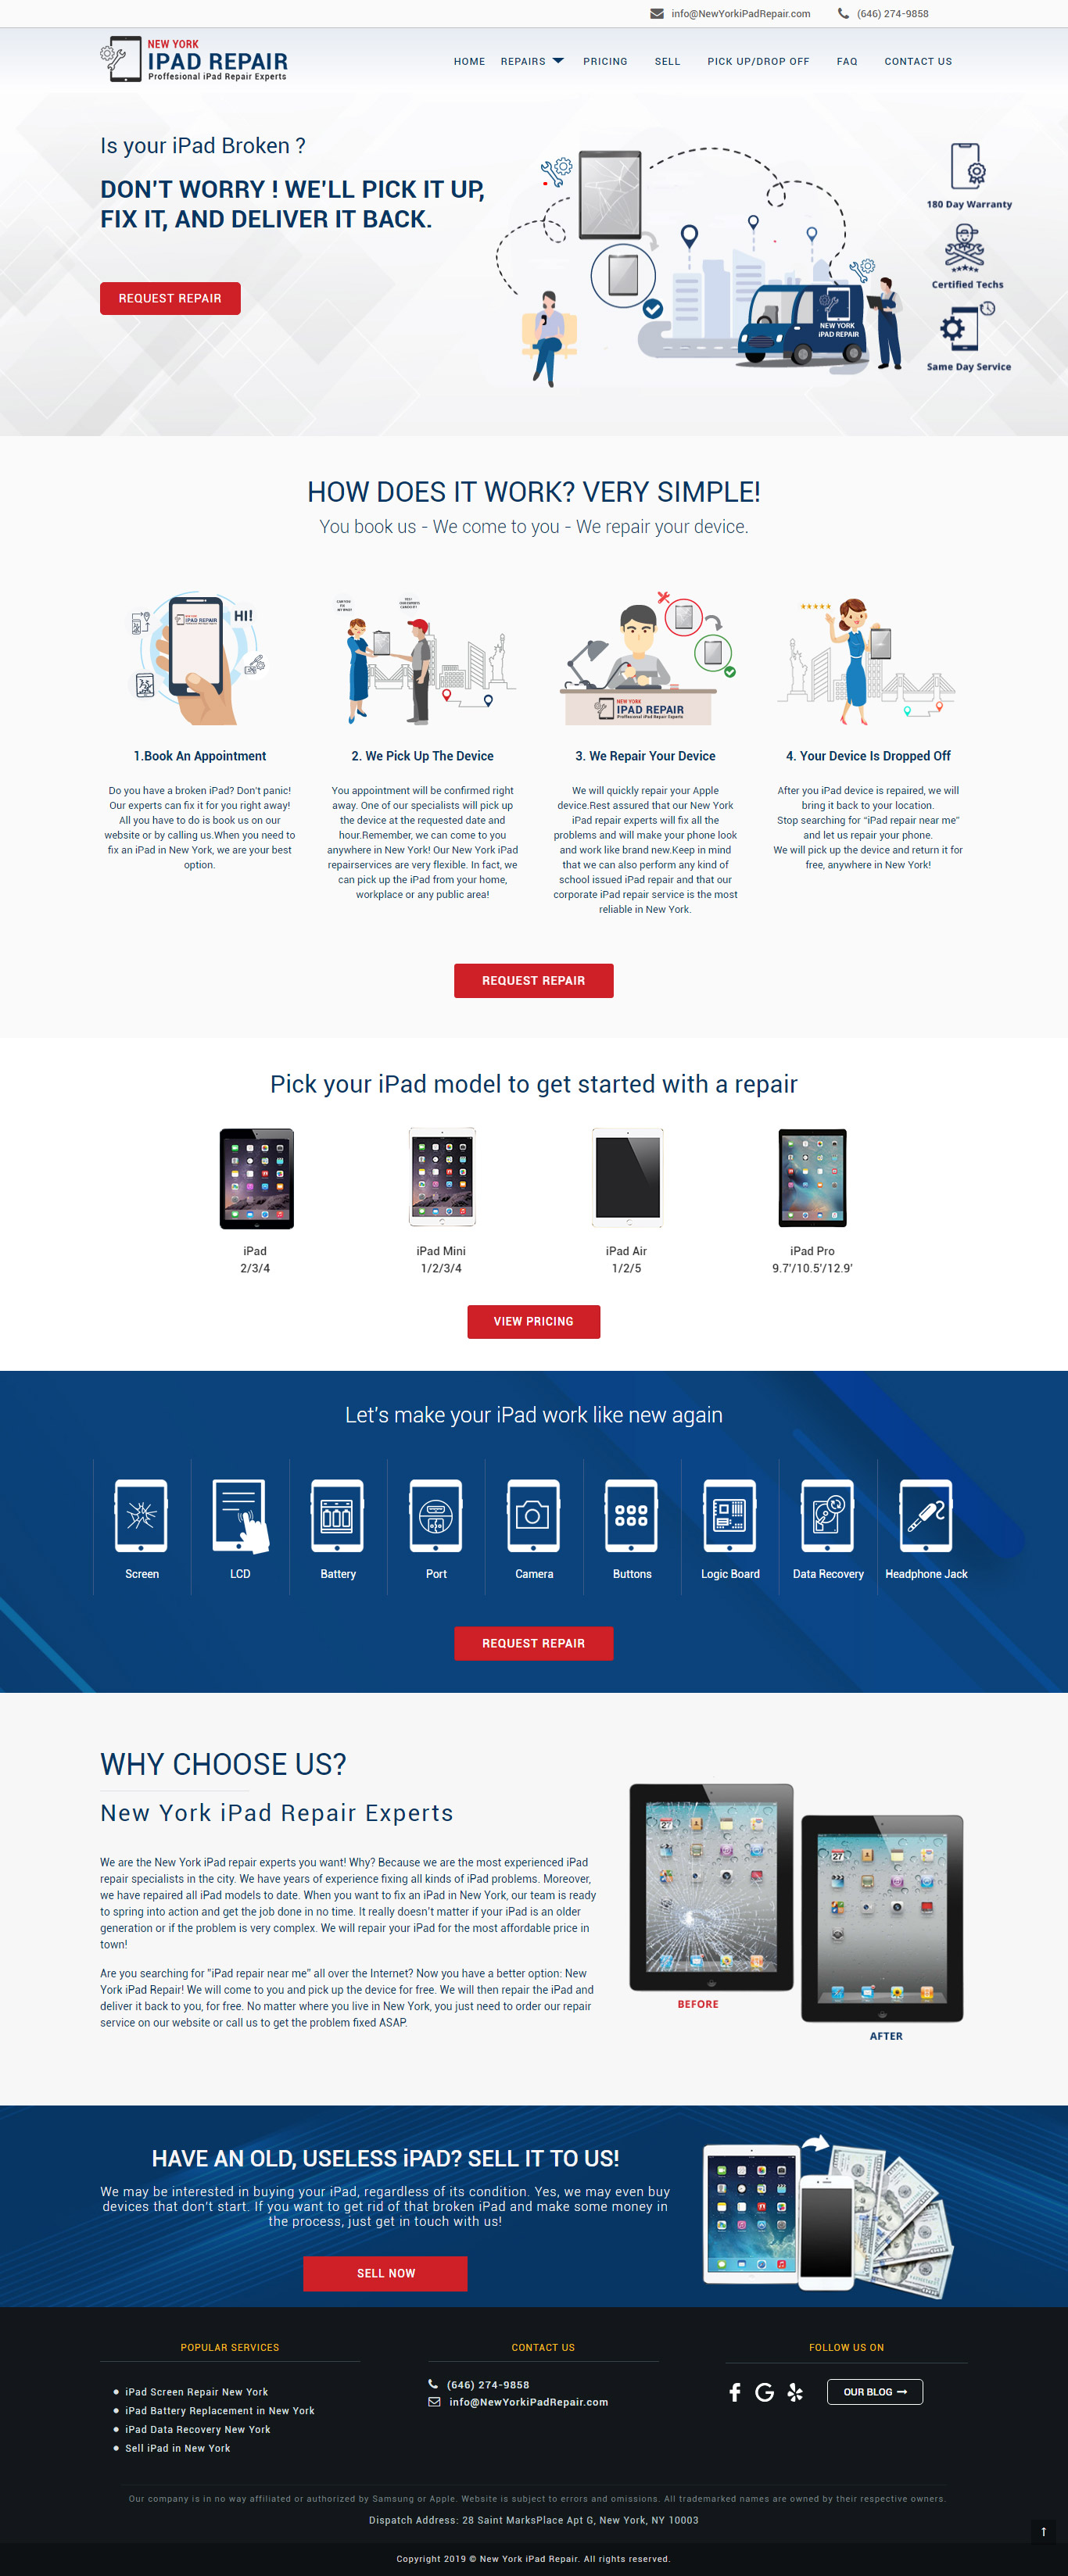 info@NewYorkiPadRepair.com (646) 274-9858
NEW YORK
IPAD REPAIR
Proffesional iPad Repair Experts
HOME REPAIRS PRICING SELL PICK UP/DROP OFF FAQ CONTACT US
Is your iPad Broken ?
DON'T WORRY ! WE'LL PICK IT UP,
FIX IT, AND DELIVER IT BACK.
REQUEST REPAIR
NEW YORK
iPAD REPAIR
180 Day Warranty
Certified Techs
Same Day Service
HOW DOES IT WORK? VERY SIMPLE!
You book us - We come to you - We repair your device.
HI!
NEW YORK
IPAD REPAIR
NEW YORK
IPAD REPAIR
Proffesional iPad Repair Experts
1.Book An Appointment
Do you have a broken iPad? Don't panic!
Our experts can fix it for you right away!
All you have to do is book us on our
website or by calling us.When you need to
fix an iPad in New York, we are your best
option.
2. We Pick Up The Device
You appointment will be confirmed right
away. One of our specialists will pick up
the device at the requested date and
hour.Remember, we can come to you
anywhere in New York! Our New York iPad
repairservices are very flexible. In fact, we
can pick up the iPad from your home,
workplace or any public area!
3. We Repair Your Device
We will quickly repair your Apple
device.Rest assured that our New York
iPad repair experts will fix all the
problems and will make your phone look
and work like brand new.Keep in mind
that we can also perform any kind of
school issued iPad repair and that our
corporate iPad repair service is the most
reliable in New York.
4. Your Device Is Dropped Off
After you iPad device is repaired, we will
bring it back to your location.
Stop searching for "iPad repair near me"
and let us repair your phone.
We will pick up the device and return it for
free, anywhere in New York!
REQUEST REPAIR
Pick your iPad model to get started with a repair
iPad
2/3/4
iPad Mini
1/2/3/4
iPad Air
1/2/5
iPad Pro
9.7'/10.5'/12.9'
VIEW PRICING
Let's make your iPad work like new again
Screen LCD Battery Port Camera Buttons Logic Board Data Recovery Headphone Jack
REQUEST REPAIR
WHY CHOOSE US?
New York iPad Repair Experts
We are the New York iPad repair experts you want! Why? Because we are the most experienced iPad
repair specialists in the city. We have years of experience fixing all kinds of iPad problems. Moreover,
we have repaired all iPad models to date. When you want to fix an iPad in New York, our team is ready
to spring into action and get the job done in no time. It really doesn't matter if your iPad is an older
generation or if the problem is very complex. We will repair your iPad for the most affordable price in
town!
Are you searching for "iPad repair near me" all over the Internet? Now you have a better option: New
York iPad Repair! We will come to you and pick up the device for free. We will then repair the iPad and
deliver it back to you, for free. No matter where you live in New York, you just need to order our repair
service on our website or call us to get the problem fixed ASAP.
27
27
BEFORE
AFTER
HAVE AN OLD, USELESS iPAD? SELL IT TO US!
We may be interested in buying your iPad, regardless of its condition. Yes, we may even buy
devices that don't start. If you want to get rid of that broken iPad and make some money in
the process, just get in touch with us!
SELL NOW
POPULAR SERVICES
iPad Screen Repair New York
iPad Battery Replacement in New York
iPad Data Recovery New York
Sell iPad in New York
CONTACT US
(646) 274-9858
info@NewYorkiPadRepair.com
FOLLOW US ON
OUR BLOG
Our company is in no way affiliated or authorized by Samsung or Apple. Website is subject to errors and omissions. All trademarked names are owned by their respective owners.
Dispatch Address: 28 Saint MarksPlace Apt G, New York, NY 10003
Copyright 2019 © New York iPad Repair. All rights reserved.